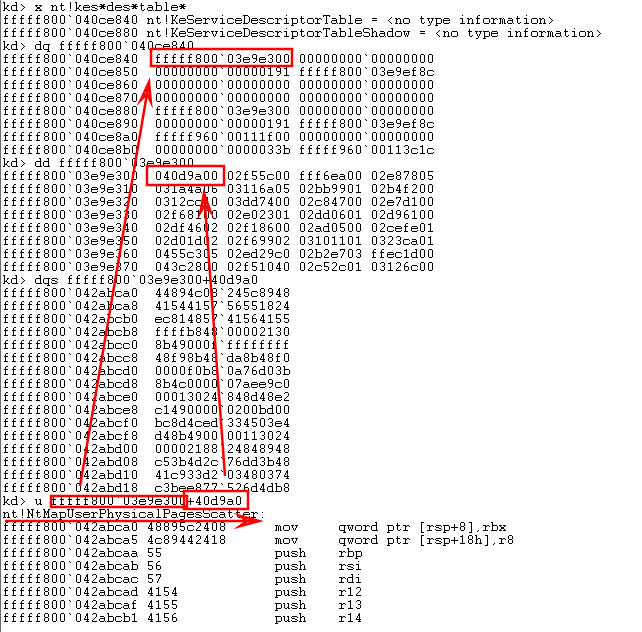 kd> x nt!kes*des*table*
fffff800`040ce840 nt!KeServiceDescriptorTable = <no type information>
fffff800`040ce880 nt!KeServiceDescriptorTableShadow = <no type information>
kd> dq fffff800`040ce840
fffff800`040ce840 fffff800`03e9e300 00000000`00000000
fffff800`040ce850 00000000`00000191 fffff800`03e9ef8c
fffff800`040ce860 00000000`00000000 00000000`00000000
fffff800`040ce870 00000000`00000000 00000000`00000000
fffff800`040ce880 fffff800`03e9e300 00000000`00000000
fffff800`040ce890 00000000`00000191 fffff800`03e9ef8c
fffff800`040ce8a0 fffff960`00111f00 00000000`00000000
fffff800`040ce8b0 00000000`0000033b fffff960`00113c1c
kd> dd fffff800`03e9e300
fffff800`03e9e300 040d9a00 02f55c00 fff6ea00 02e87805
fffff800`03e9e310 031a4a06 03116a05 02bb9901 02b4f200
fffff800`03e9e320 0312cc40 03dd7400 02c84700 02e7d100
fffff800`03e9e330 02f68100 02e02301 02dd0601 02d96100
fffff800`03e9e340 02df4602 02f18600 02ad0500 02cefe01
fffff800`03e9e350 02d01d02 02f69902 03101101 0323ca01
fffff800`03e9e360 0455c305 02ed29c0 02b2e703 ffec1d00
fffff800`03e9e370 043c2800 02f51040 02c52c01 03126c00
kd> dqs fffff800`03e9e300+40d9a0
fffff800`042abca0 44894c08`245c8948
fffff800`042abca8 41544157`56551824
fffff800`042abcb0 ec814857`41564155
fffff800`042abcb8 ffffb848`00002130
fffff800`042abcc0 8b49000f`ffffffff
fffff800`042abcc8 48f98b48`da8b48f0
fffff800`042abcd0 0000f0b8`0a76d03b
fffff800`042abcd8 8b4c0000`07aee9c0
fffff800`042abce0 00013024`848d48e2
fffff800`042abce8 c1490000`0200bd00
fffff800`042abcf0 bc8d4ced`334503e4
fffff800`042abcf8 d48b4900`00113024
fffff800`042abd00 00002188`24848948
fffff800`042abd08 c53b4d2c`76dd3b48
fffff800`042abd10 41c933d2`03480374
fffff800`042abd18 c3bee877`526d4db8
kd> u fffff800`03e9e300+40d9a0
nt!NtMapUserPhysicalPagesScatter:
fffff800`042abca0 48895c2408 mov qword ptr [rsp+8],rbx
fffff800`042abca5 4c89442418 mov qword ptr [rsp+18h],r8
fffff800`042abcaa 55 push rbp
fffff800`042abcab 56 push rsi
fffff800`042abcac 57 push rdi
fffff800`042abcad 4154 push r12
fffff800`042abcaf 4155 push r13
fffff800`042abcb1 4156 push r14